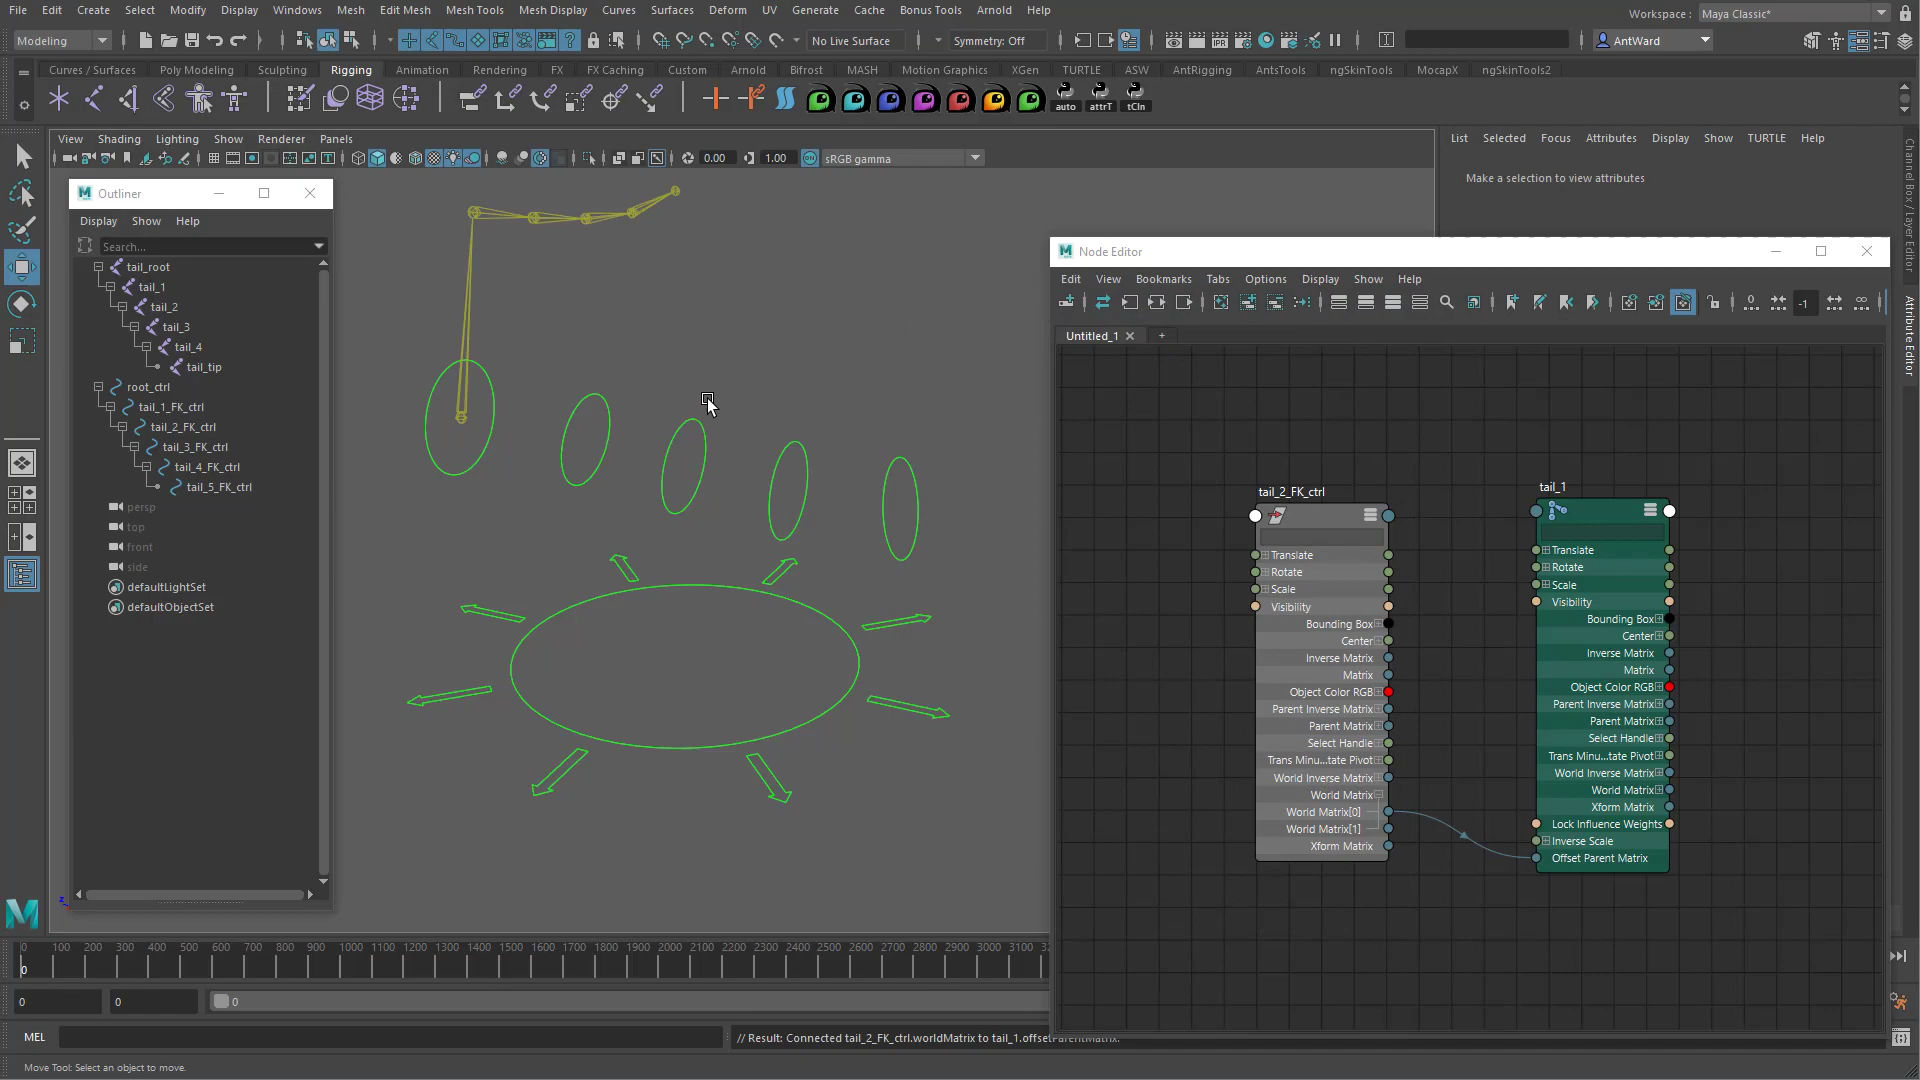 File Edit Create Select Modify Display Windows Mesh Edit Mesh Mesh Tools Mesh Display Curves Surfaces Deform UV Generate Cache Bonus Tools Arnold Help
Workspace : Maya Classic*
Modeling No Live Surface Symmetry: Off AntWard
Curves / Surfaces Poly Modeling Sculpting Rigging Animation Rendering FX FX Caching Custom Arnold Bifrost MASH Motion Graphics XGen TURTLE ASW AntRigging AntsTools ngSkinTools MocapX ngSkinTools2
auto attrT tCln
View Shading Lighting Show Renderer Panels
0.00 1.00 sRGB gamma
List Selected Focus Attributes Display Show TURTLE Help
Make a selection to view attributes
Channel Box / Layer Editor
Attribute Editor
Outliner
Display Show Help
Search...
tail_root
tail_1
tail_2
tail_3
tail_4
tail_tip
root_ctrl
tail_1_FK_ctrl
tail_2_FK_ctrl
tail_3_FK_ctrl
tail_4_FK_ctrl
tail_5_FK_ctrl
persp
top
front
side
defaultLightSet
defaultObjectSet
Node Editor
Edit View Bookmarks Tabs Options Display Show Help
IPR
-1
Untitled_1
tail_2_FK_ctrl
Translate
Rotate
Scale
Visibility
Bounding Box
Center
Inverse Matrix
Matrix
Object Color RGB
Parent Inverse Matrix
Parent Matrix
Select Handle
Trans Minu...tate Pivot
World Inverse Matrix
World Matrix
World Matrix[0]
World Matrix[1]
Xform Matrix
tail_1
Translate
Rotate
Scale
Visibility
Bounding Box
Center
Inverse Matrix
Matrix
Object Color RGB
Parent Inverse Matrix
Parent Matrix
Select Handle
Trans Minu...tate Pivot
World Inverse Matrix
World Matrix
Xform Matrix
Lock Influence Weights
Inverse Scale
Offset Parent Matrix
0 100 200 300 400 500 600 700 800 900 1000 1100 1200 1300 1400 1500 1600 1700 1800 1900 2000 2100 2200 2300 2400 2500 2600 2700 2800 2900 3000 3100
0
0 0 0
MEL // Result: Connected tail_2_FK_ctrl.worldMatrix to tail_1.offsetParentMatrix.
Move Tool: Select an object to move.